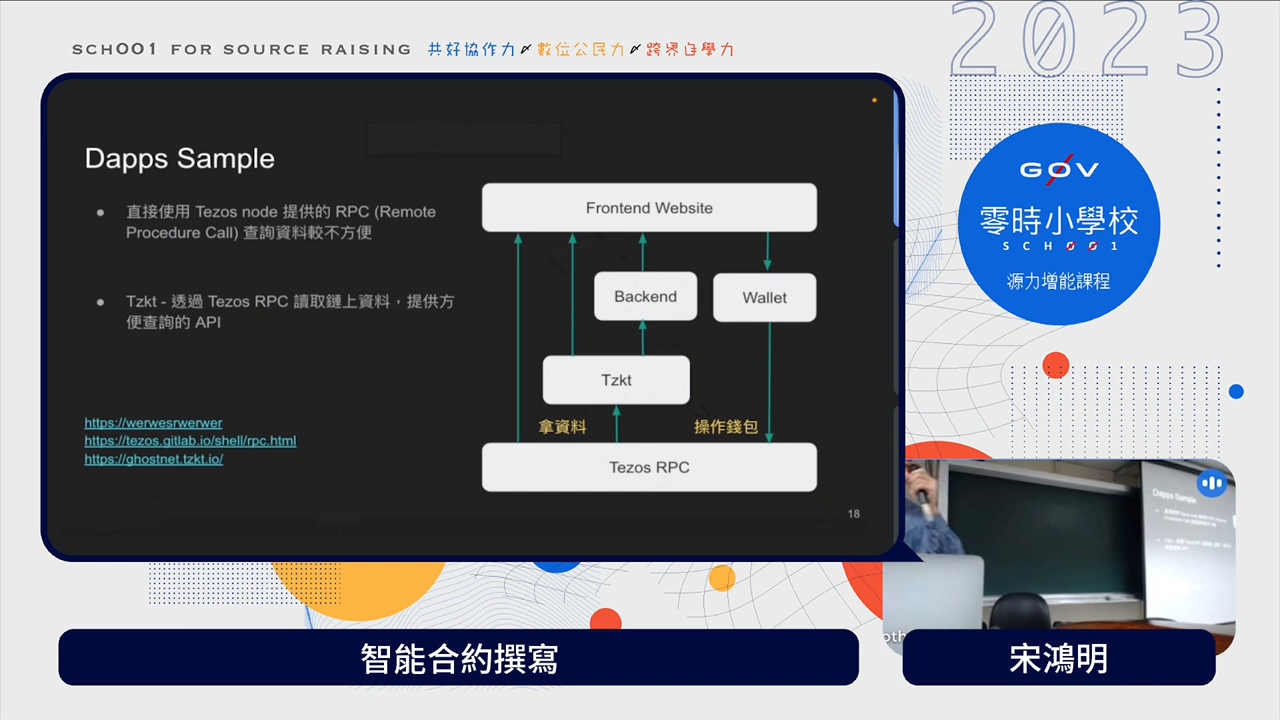 SCHOO1 FOR SOURCE RAISING 共好協作力 數位公民力 跨界自學力
2023
Dapps Sample
直接使用 Tezos node 提供的 RPC (Remote
Procedure Call) 查詢資料較不方便
Tzkt - 透過 Tezos RPC 讀取鏈上資料，提供方
便查詢的 API
https://werwesrwerwer
https://tezos.gitlab.io/shell/rpc.html
https://ghostnet.tzkt.io/
Frontend Website
Backend
Wallet
Tzkt
拿資料
操作錢包
Tezos RPC
18
G0V
零時小學校
SCHOO1
源力增能課程
Dapps Sample
智能合約撰寫
宋鴻明